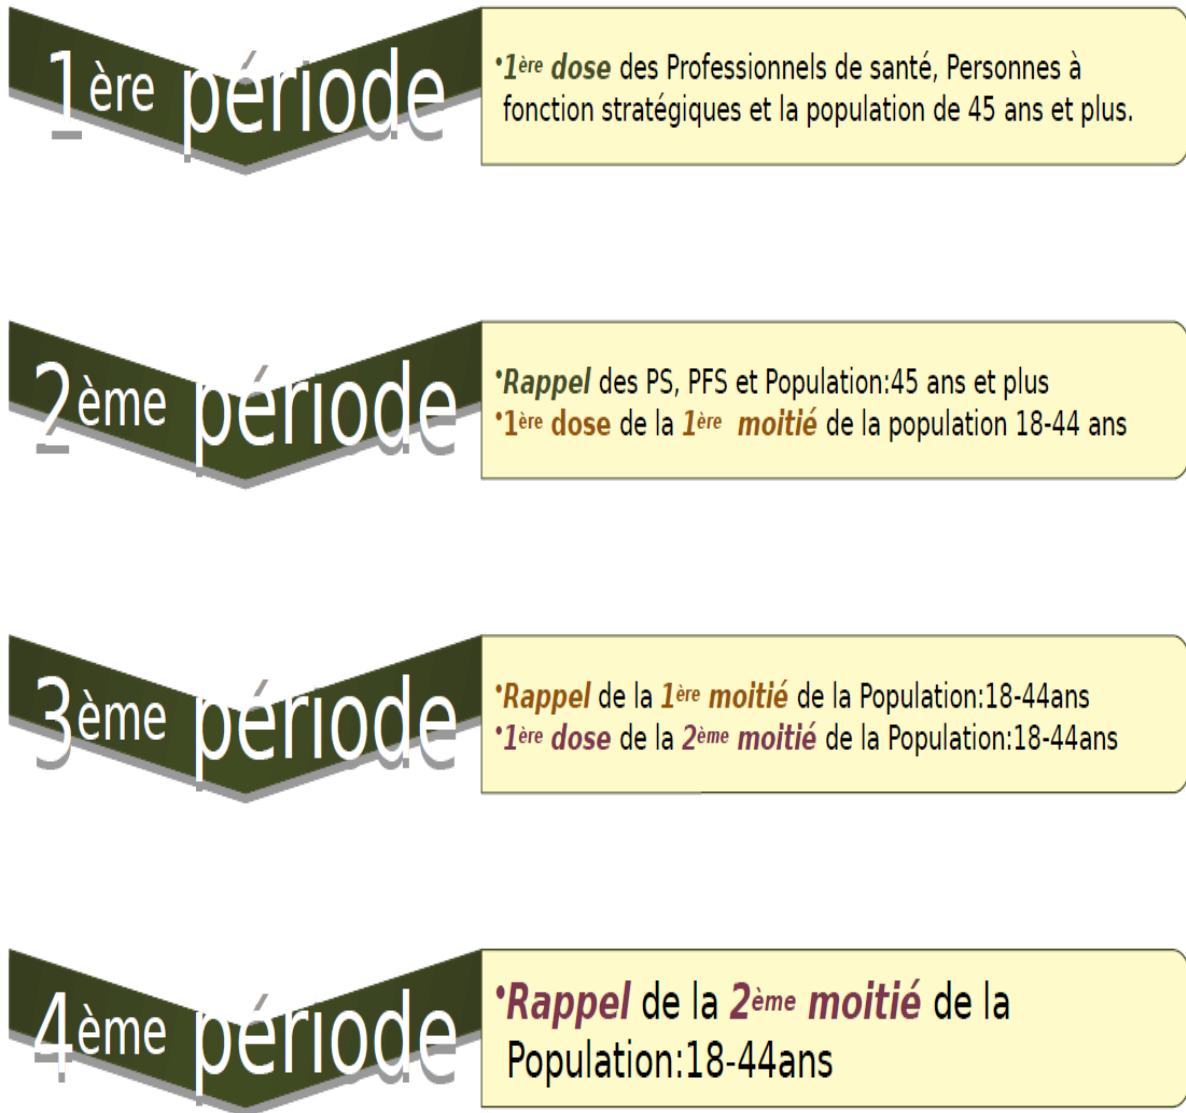 1ère période
•1ère dose des Professionnels de santé, Personnes à
fonction stratégiques et la population de 45 ans et plus.
2ème période
•Rappel des PS, PFS et Population:45 ans et plus
•1ère dose de la 1ère moitié de la population 18-44 ans
3ème période
•Rappel de la 1ère moitié de la Population:18-44ans
•1ère dose de la 2ème moitié de la Population:18-44ans
4ème période
•Rappel de la 2ème moitié de la
Population:18-44ans